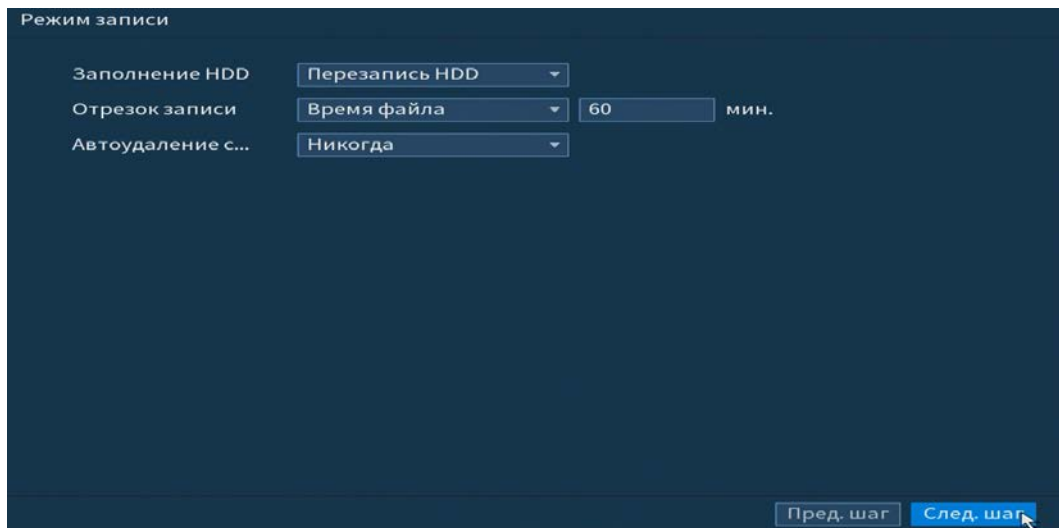 Режим записи
Заполнение HDD Перезапись HDD
Отрезок записи Время файла 60 мин.
Автоудаление с... Никогда
Пред. шаг След. шаг